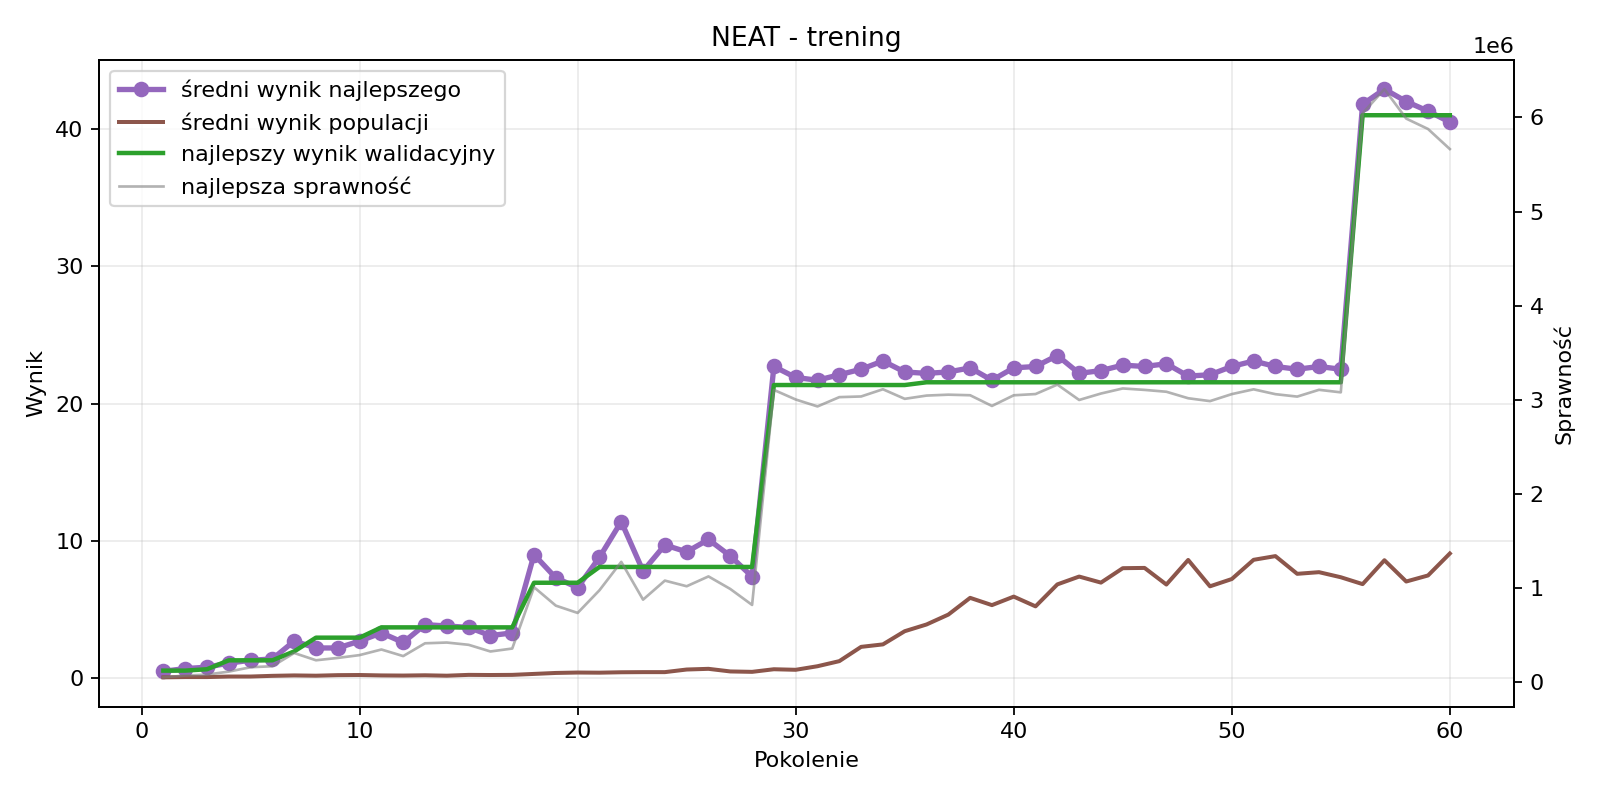 NEAT - trening
1e6
średni wynik najlepszego
średni wynik populacji
najlepszy wynik walidacyjny
najlepsza sprawność
40
30
20
10
0
Wynik
6
5
4
3
2
1
0
Sprawność
0 10 20 30 40 50 60
Pokolenie